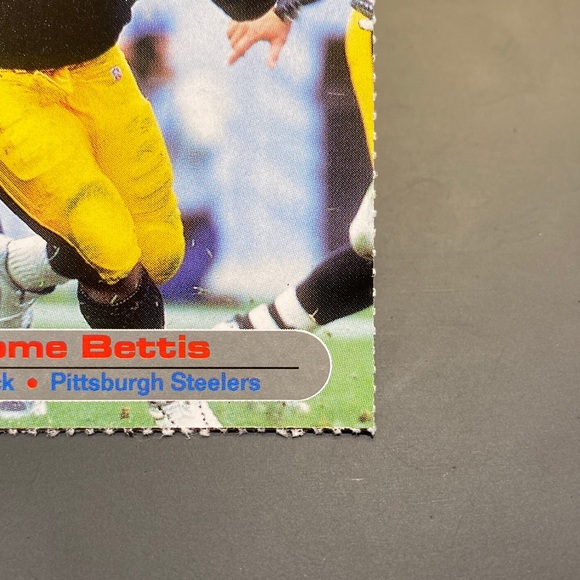 ome Bettis
ck • Pittsburgh Steelers